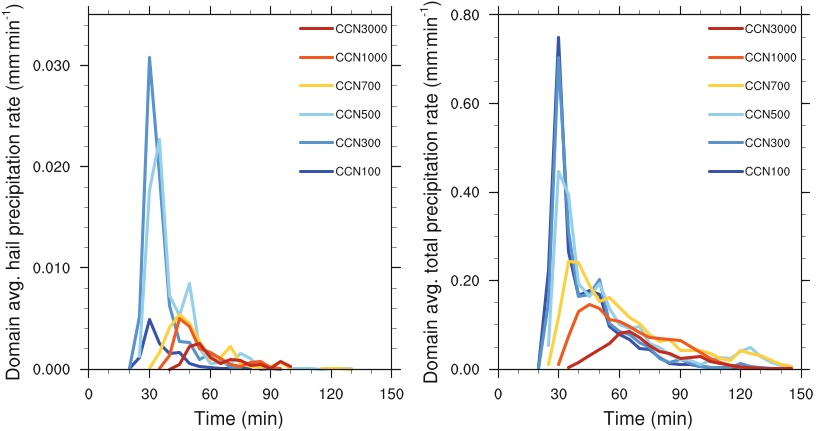 Domain avg. hail precipitation rate (mm·min-1)
0.030
0.020
0.010
0.000
CCN3000
CCN1000
CCN700
CCN500
CCN300
CCN100
0 30 60 90 120 150
Time (min)
Domain avg. total precipitation rate (mm·min-1)
0.80
0.60
0.40
0.20
0.00
CCN3000
CCN1000
CCN700
CCN500
CCN300
CCN100
0 30 60 90 120 150
Time (min)